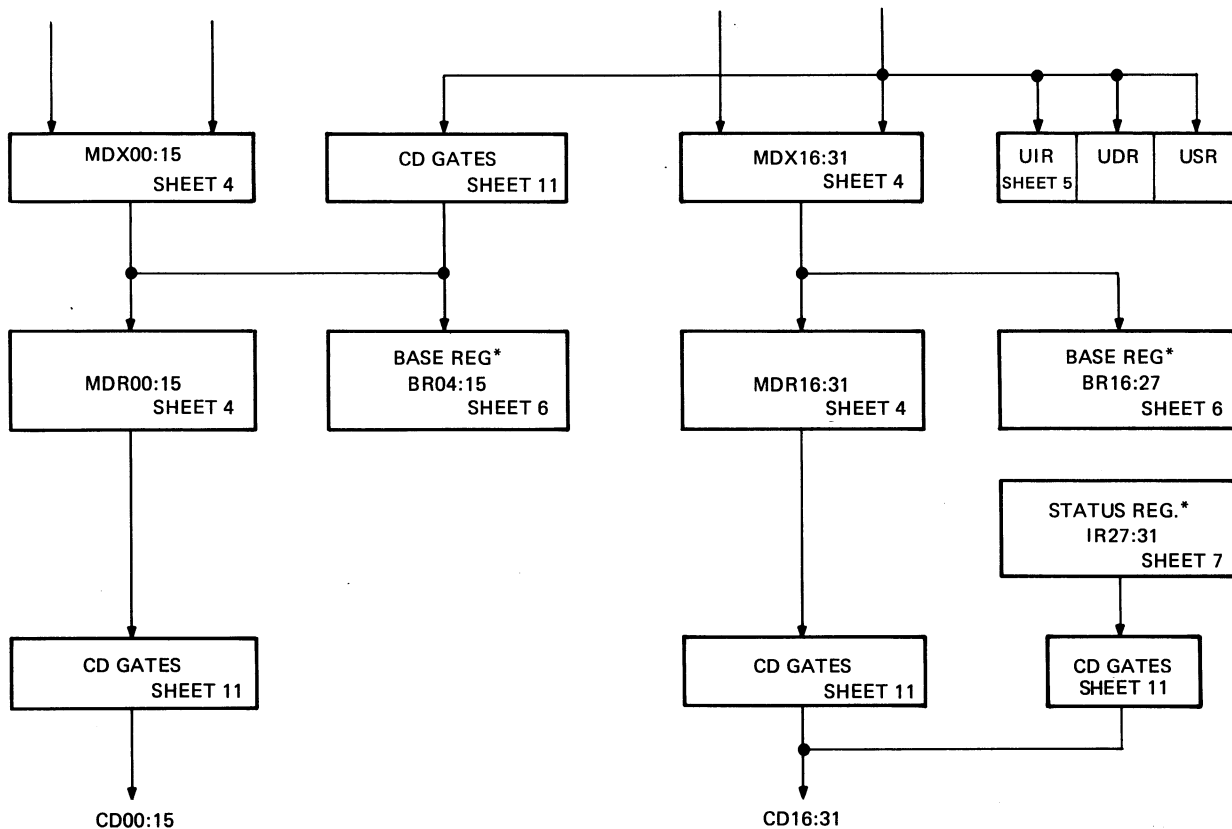 MDX00:15
SHEET 4
CD GATES
SHEET 11
MDX16:31
SHEET 4
UIR
SHEET 5
UDR
USR
MDR00:15
SHEET 4
BASE REG*
BR04:15
SHEET 6
MDR16:31
SHEET 4
BASE REG*
BR16:27
SHEET 6
STATUS REG.*
IR27:31
SHEET 7
CD GATES
SHEET 11
CD GATES
SHEET 11
CD GATES
SHEET 11
CD00:15
CD16:31